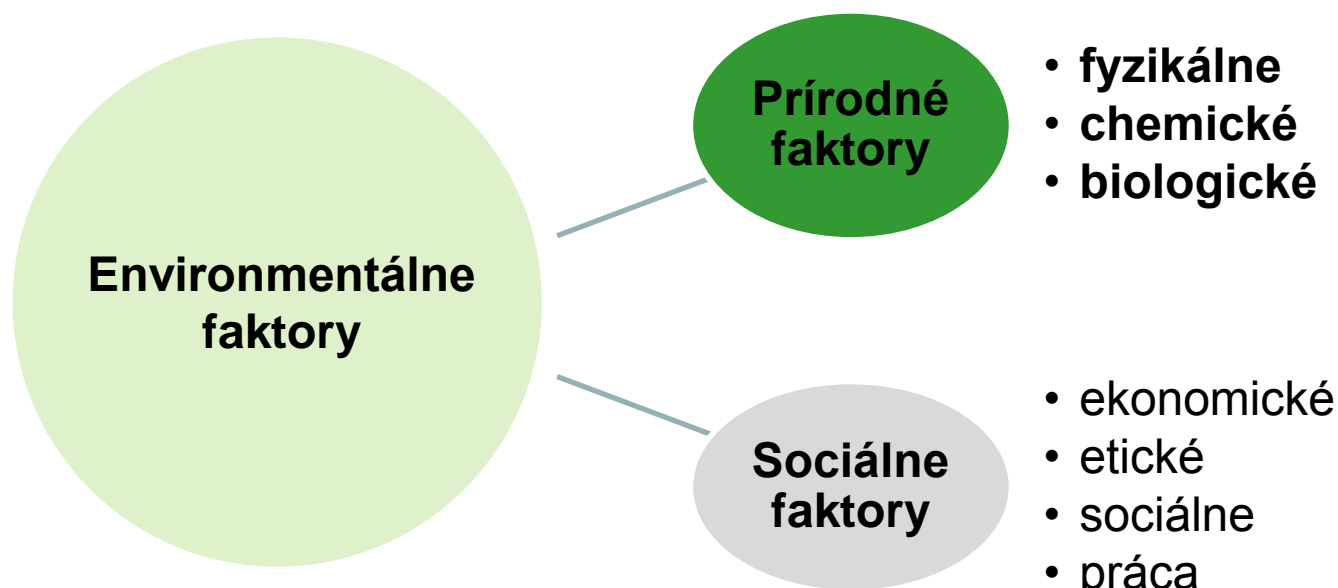 Environmentálne
faktory
Prírodné
faktory
• fyzikálne
• chemické
• biologické
Sociálne
faktory
• ekonomické
• etické
• sociálne
• práca